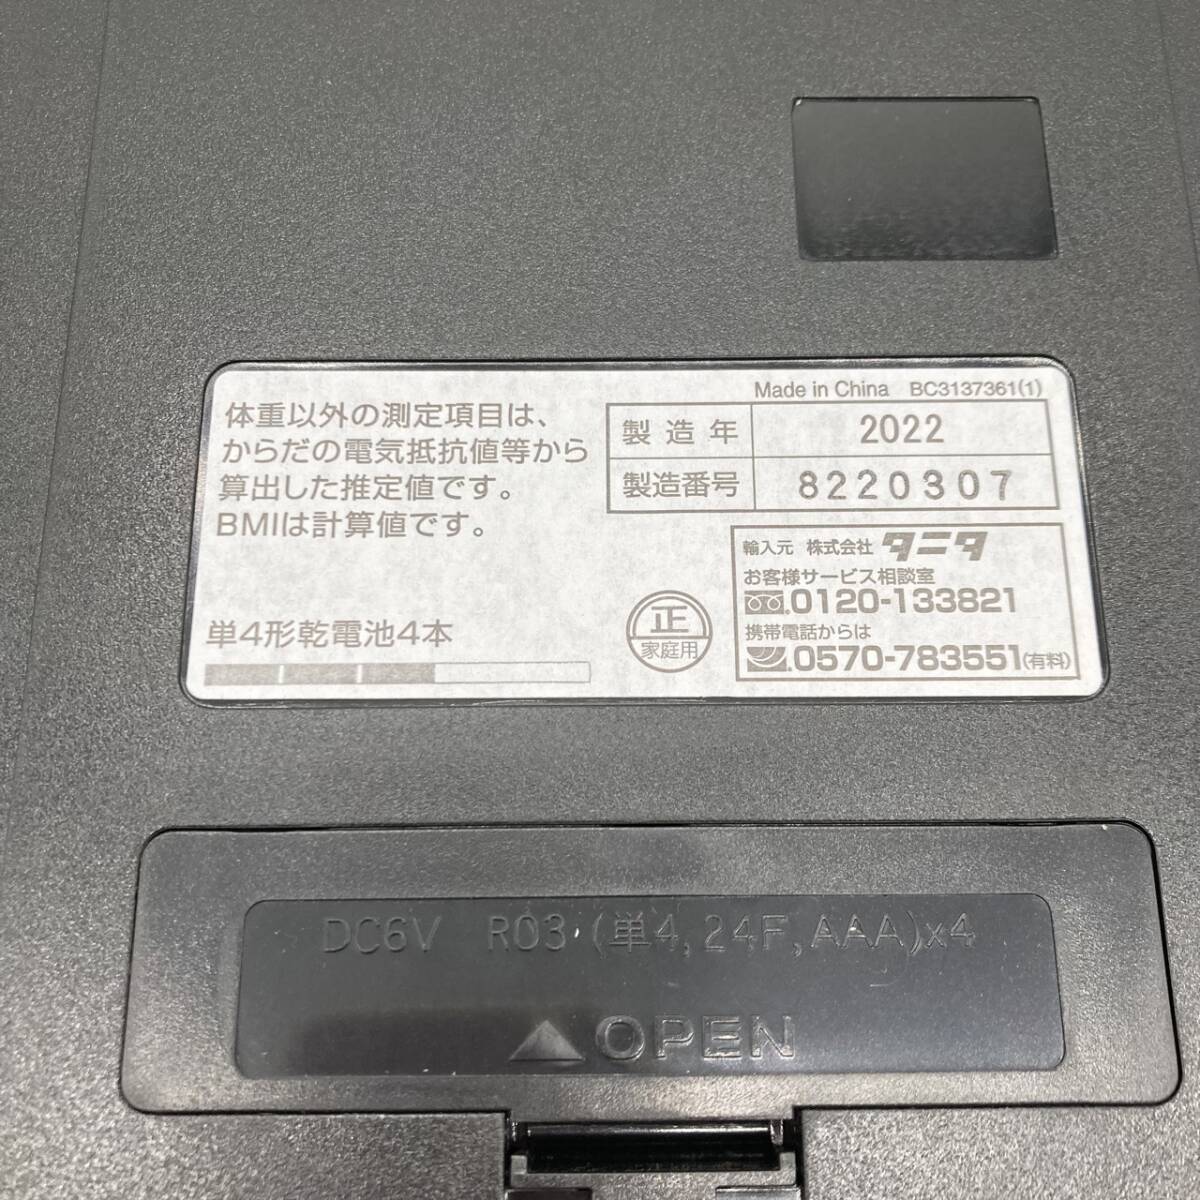 Made in China BC3137361(1)
体重以外の測定項目は、
からだの電気抵抗値等から
算出した推定値です。
BMIは計算値です。
製造年 2022
製造番号 8220307
輸入元 株式会社 タニタ
お客様サービス相談室
0120-133821
携帯電話からは
0570-783551(有料)
正
家庭用
単4形乾電池4本
DC6V R03 (単4,24F,AAA)x4
OPEN